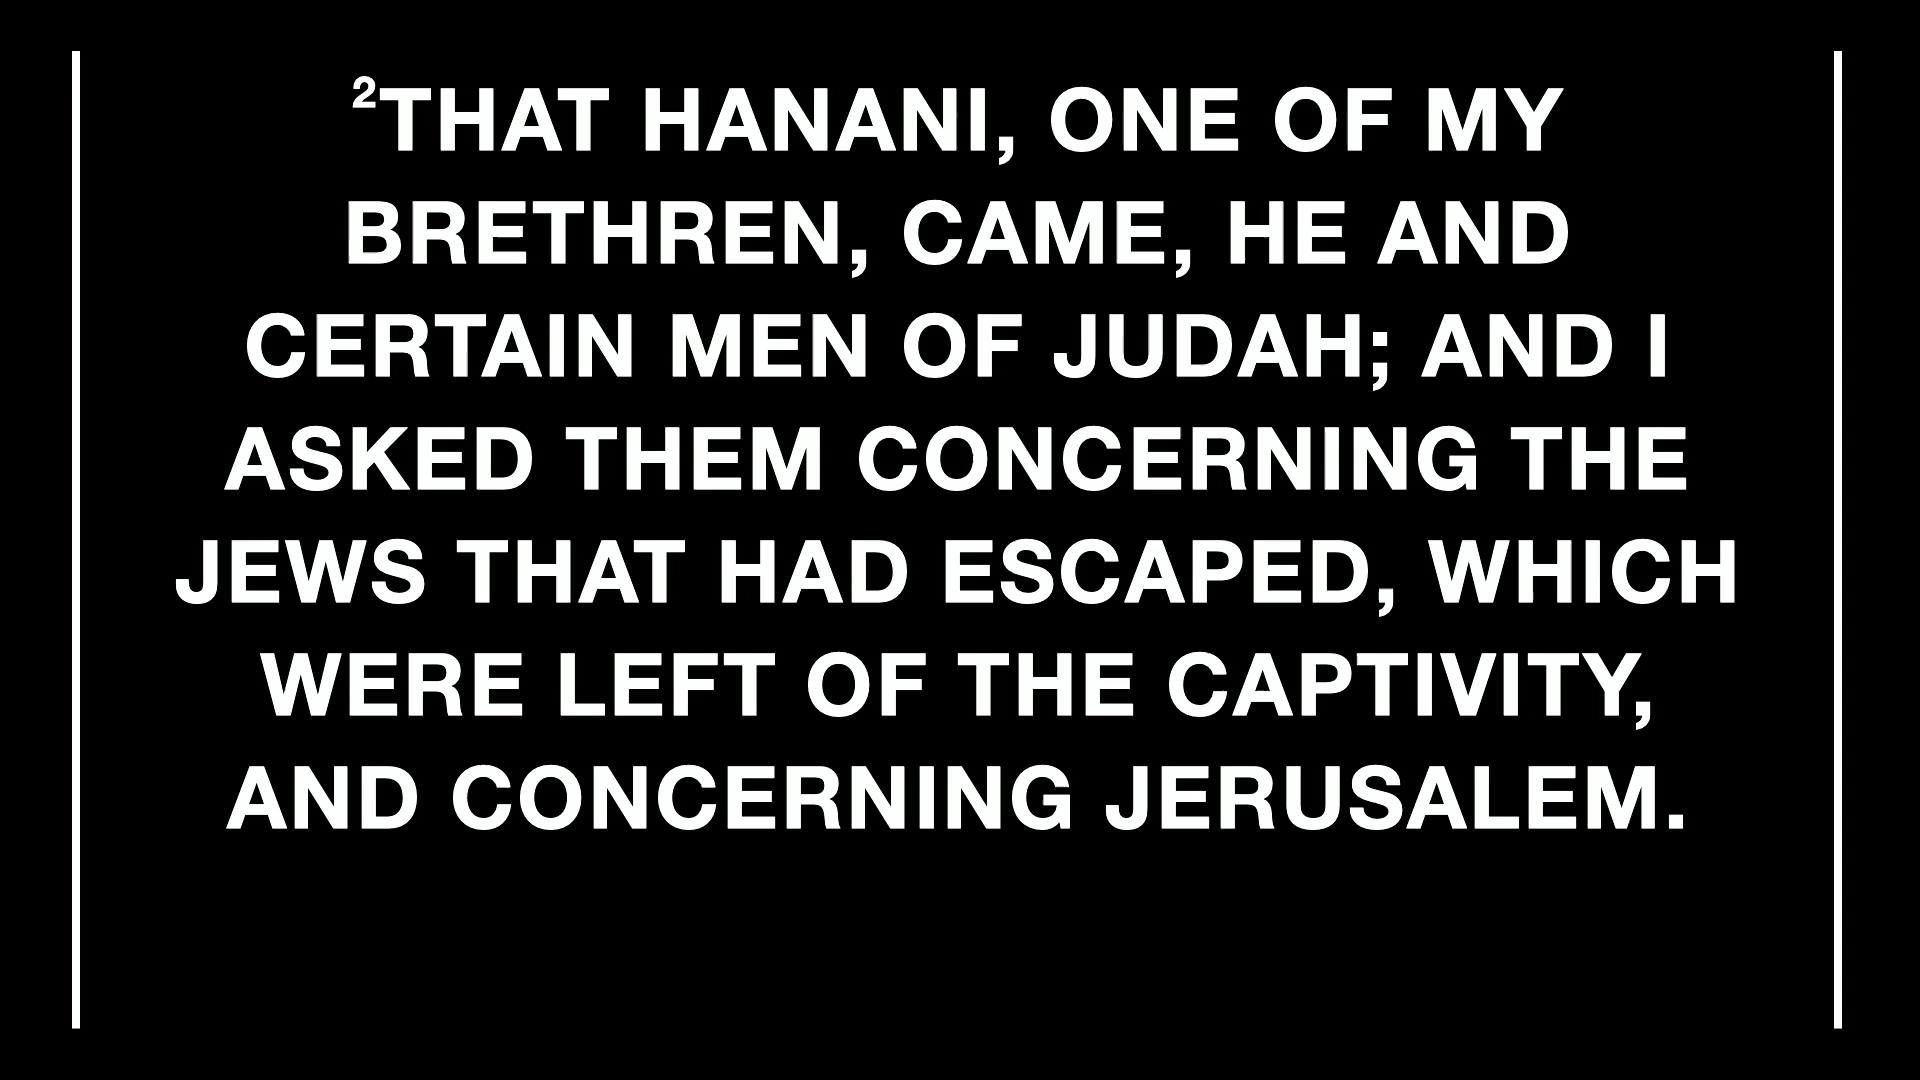 ²THAT HANANI, ONE OF MY
BRETHREN, CAME, HE AND
CERTAIN MEN OF JUDAH; AND I
ASKED THEM CONCERNING THE
JEWS THAT HAD ESCAPED, WHICH
WERE LEFT OF THE CAPTIVITY,
AND CONCERNING JERUSALEM.